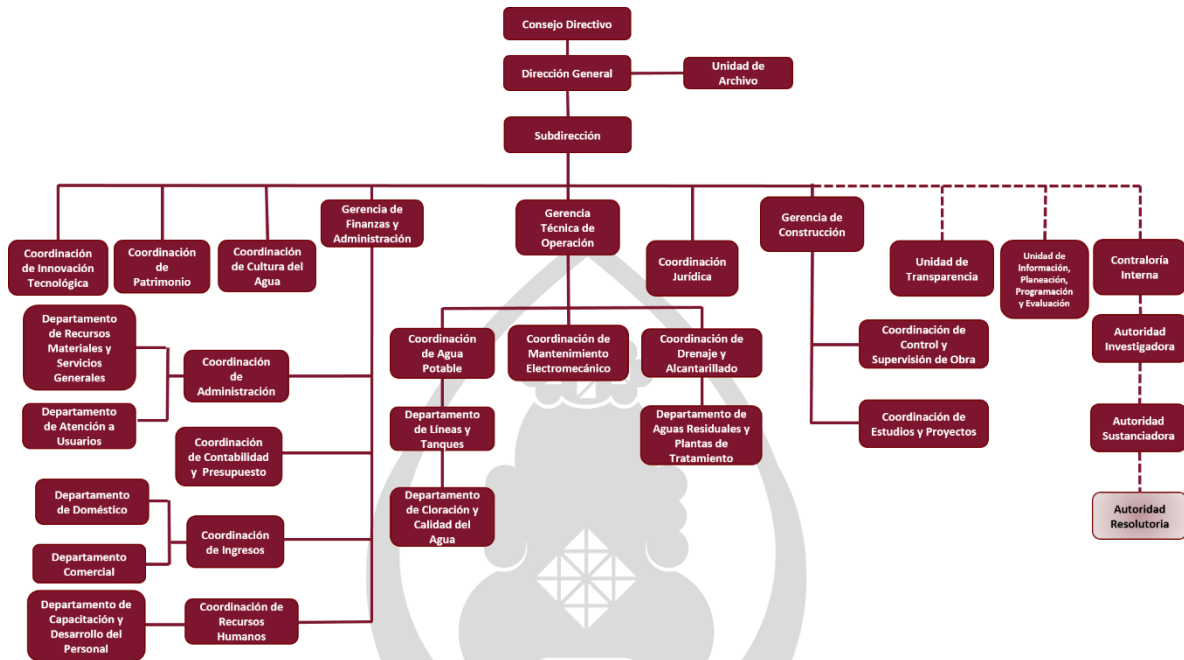 Consejo Directivo
Dirección General
Unidad de
Archivo
Subdirección
Coordinación
de Innovación
Tecnológica
Coordinación
de
Patrimonio
Coordinación
de Cultura del
Agua
Gerencia de
Finanzas y
Administración
Gerencia
Técnica de
Operación
Coordinación
Jurídica
Gerencia de
Construcción
Unidad de
Transparencia
Unidad de
Información,
Planeación,
Programación
y Evaluación
Contraloría
Interna
Departamento
de Recursos
Materiales y
Servicios
Generales
Departamento
de Atención a
Usuarios
Coordinación
de
Administración
Coordinación
de Contabilidad
y Presupuesto
Departamento
de Doméstico
Departamento
Comercial
Coordinación
de Ingresos
Departamento de
Capacitación y
Desarrollo del
Personal
Coordinación de
Recursos
Humanos
Coordinación
de Agua
Potable
Departamento
de Líneas y
Tanques
Departamento
de Cloración y
Calidad del
Agua
Coordinación de
Mantenimiento
Electromecánico
Coordinación de
Drenaje y
Alcantarillado
Departamento de
Aguas Residuales y
Plantas de
Tratamiento
Coordinación de
Control y
Supervisión de Obra
Coordinación de
Estudios y Proyectos
Autoridad
Investigadora
Autoridad
Sustanciadora
Autoridad
Resolutoria